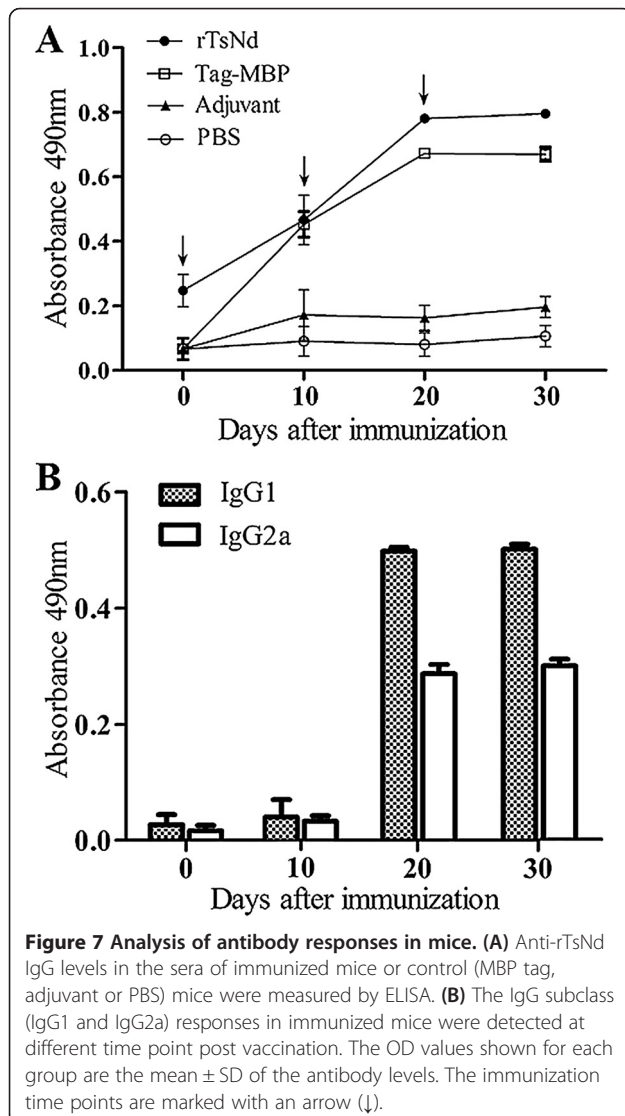 A
rTsNd
Tag-MBP
Adjuvant
PBS
Absorbance 490nm
1.0
0.8
0.6
0.4
0.2
0.0
0 10 20 30
Days after immunization
B
IgG1
IgG2a
Absorbance 490nm
0.6
0.4
0.2
0.0
0 10 20 30
Days after immunization
Figure 7 Analysis of antibody responses in mice. (A) Anti-rTsNd
IgG levels in the sera of immunized mice or control (MBP tag,
adjuvant or PBS) mice were measured by ELISA. (B) The IgG subclass
(IgG1 and IgG2a) responses in immunized mice were detected at
different time point post vaccination. The OD values shown for each
group are the mean ± SD of the antibody levels. The immunization
time points are marked with an arrow (↓).